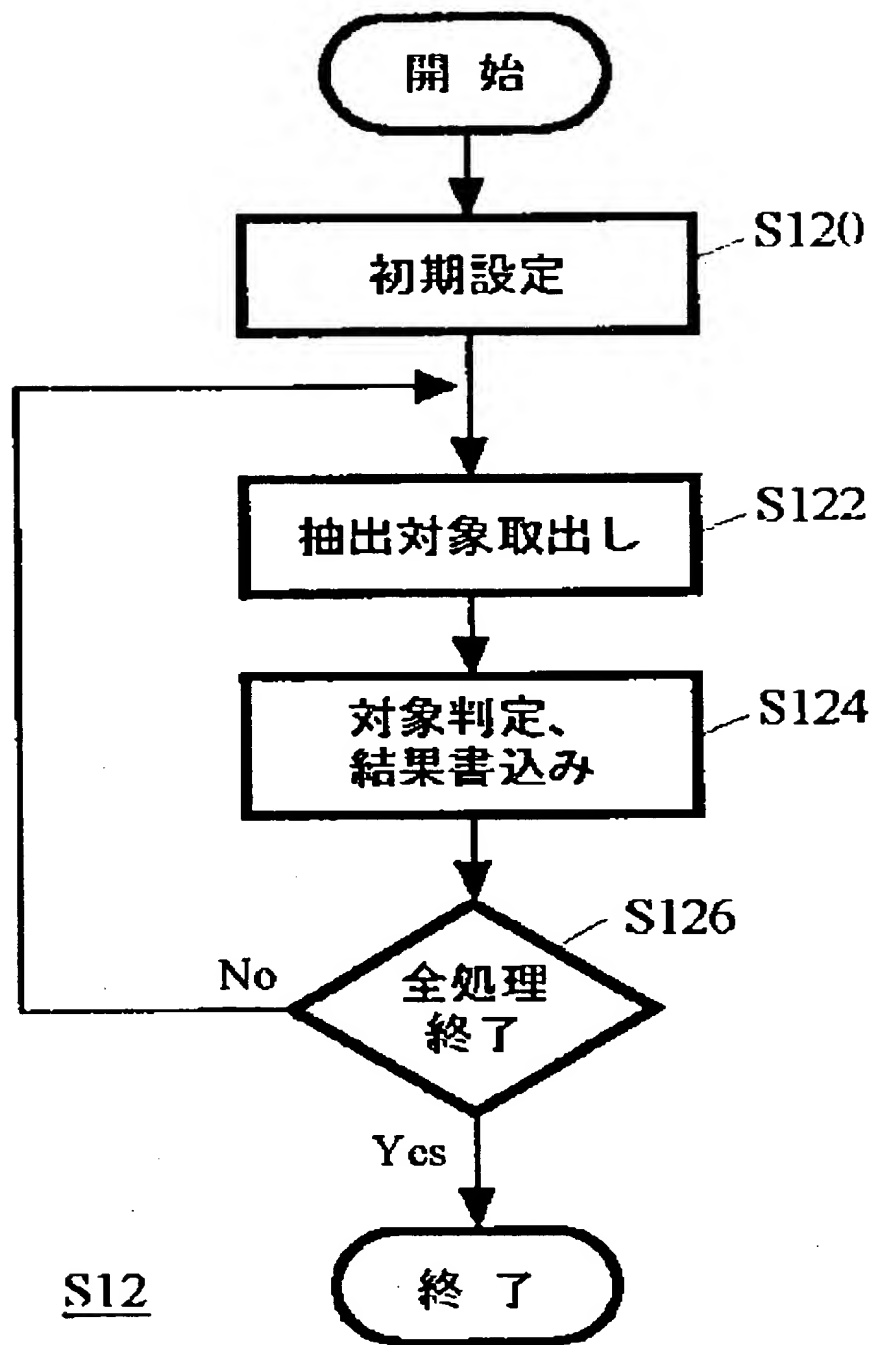 開始
初期設定
S120
抽出対象取出し
S122
対象判定、
結果書込み
S124
全処理
終了
S126
No
Yes
終了
S12